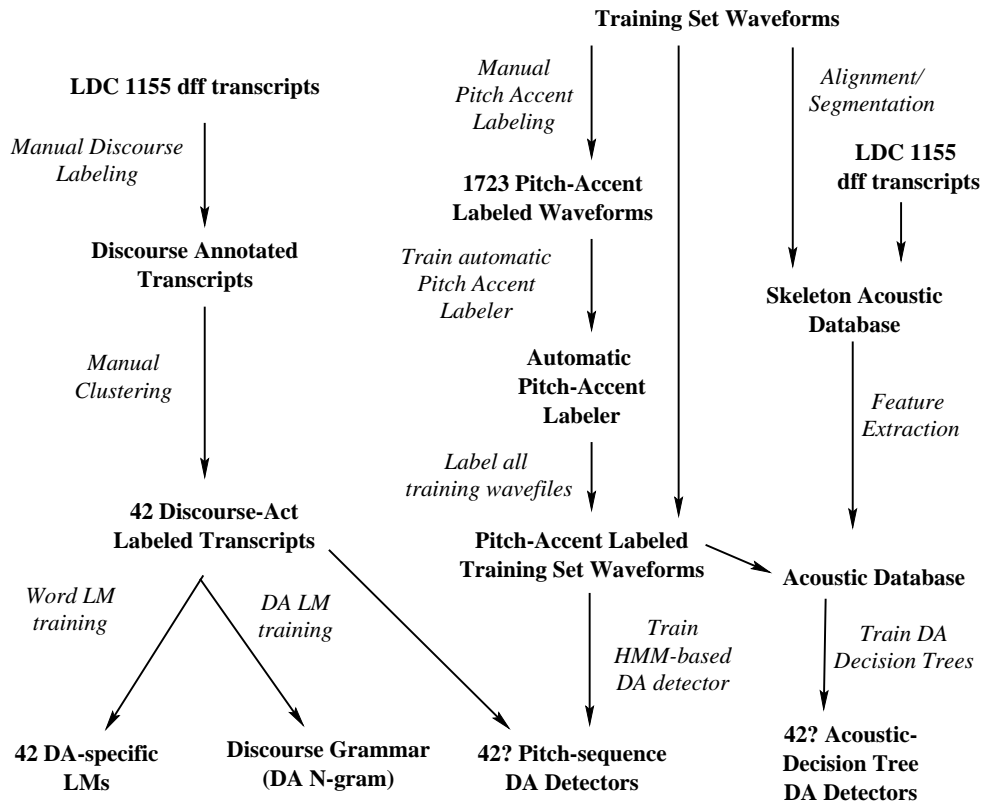 Training Set Waveforms
LDC 1155 dff transcripts
Manual
Pitch Accent
Labeling
Alignment/
Segmentation
Manual Discourse
Labeling
LDC 1155
dff transcripts
1723 Pitch-Accent
Labeled Waveforms
Discourse Annotated
Transcripts
Train automatic
Pitch Accent
Labeler
Skeleton Acoustic
Database
Manual
Clustering
Automatic
Pitch-Accent
Labeler
Feature
Extraction
Label all
training wavefiles
42 Discourse-Act
Labeled Transcripts
Pitch-Accent Labeled
Training Set Waveforms
Acoustic Database
Word LM
training
DA LM
training
Train
HMM-based
DA detector
Train DA
Decision Trees
42 DA-specific
LMs
Discourse Grammar
(DA N-gram)
42? Pitch-sequence
DA Detectors
42? Acoustic-
Decision Tree
DA Detectors